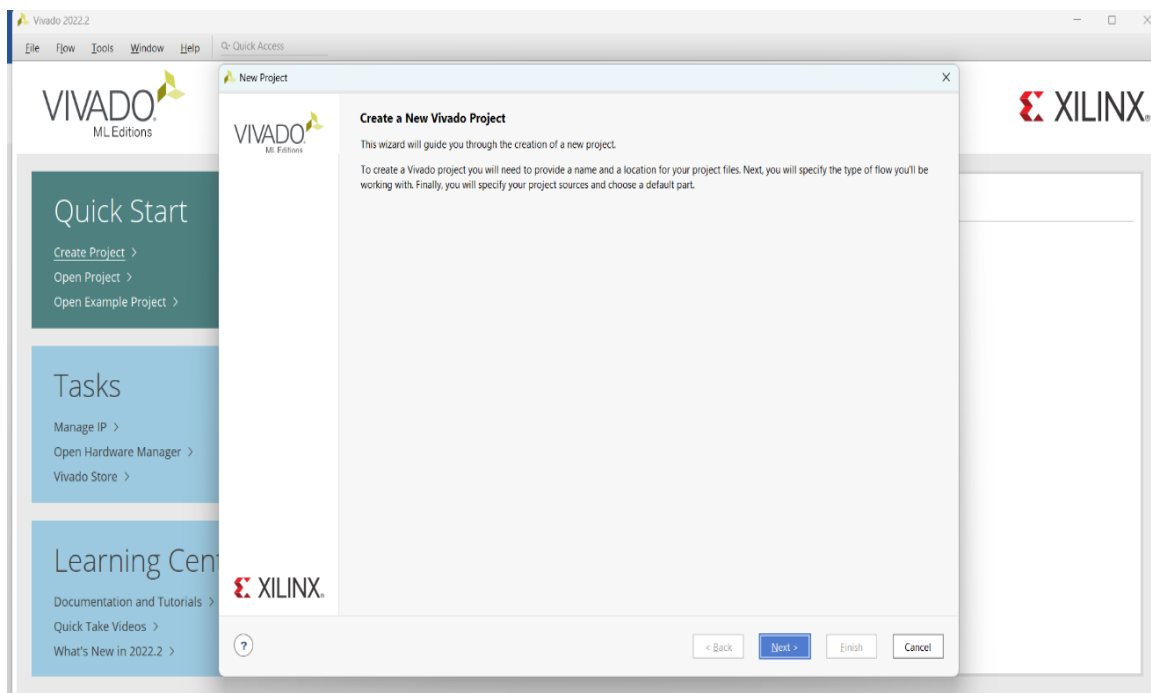 Vivado 2022.2
File Flow Tools Window Help Quick Access
VIVADO.
ML Editions
XILINX.
Quick Start
Create Project >
Open Project >
Open Example Project >
Tasks
Manage IP >
Open Hardware Manager >
Vivado Store >
Learning Cen
Documentation and Tutorials >
Quick Take Videos >
What's New in 2022.2 >
New Project
VIVADO.
ML Editions
Create a New Vivado Project
This wizard will guide you through the creation of a new project.
To create a Vivado project you will need to provide a name and a location for your project files. Next, you will specify the type of flow you'll be
working with. Finally, you will specify your project sources and choose a default part.
XILINX.
?
< Back Next > Finish Cancel